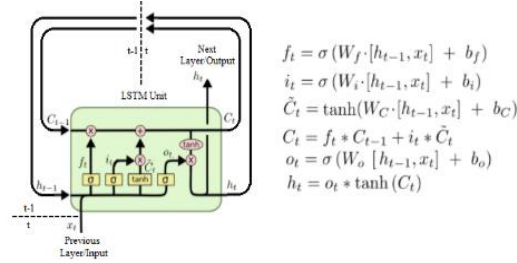 t-1 t
Next
Layer/Output
h_t
LSTM Unit
C_{t-1}
C_t
×
+
tanh
f_t
i_t
C̃_t
o_t
×
×
σ
σ
tanh
σ
h_{t-1}
h_t
t-1
t
x_t
Previous
Layer/Input
f_t = σ (W_f·[h_{t-1}, x_t] + b_f)
i_t = σ (W_i·[h_{t-1}, x_t] + b_i)
C̃_t = tanh(W_C·[h_{t-1}, x_t] + b_C)
C_t = f_t * C_{t-1} + i_t * C̃_t
o_t = σ (W_o [h_{t-1}, x_t] + b_o)
h_t = o_t * tanh (C_t)